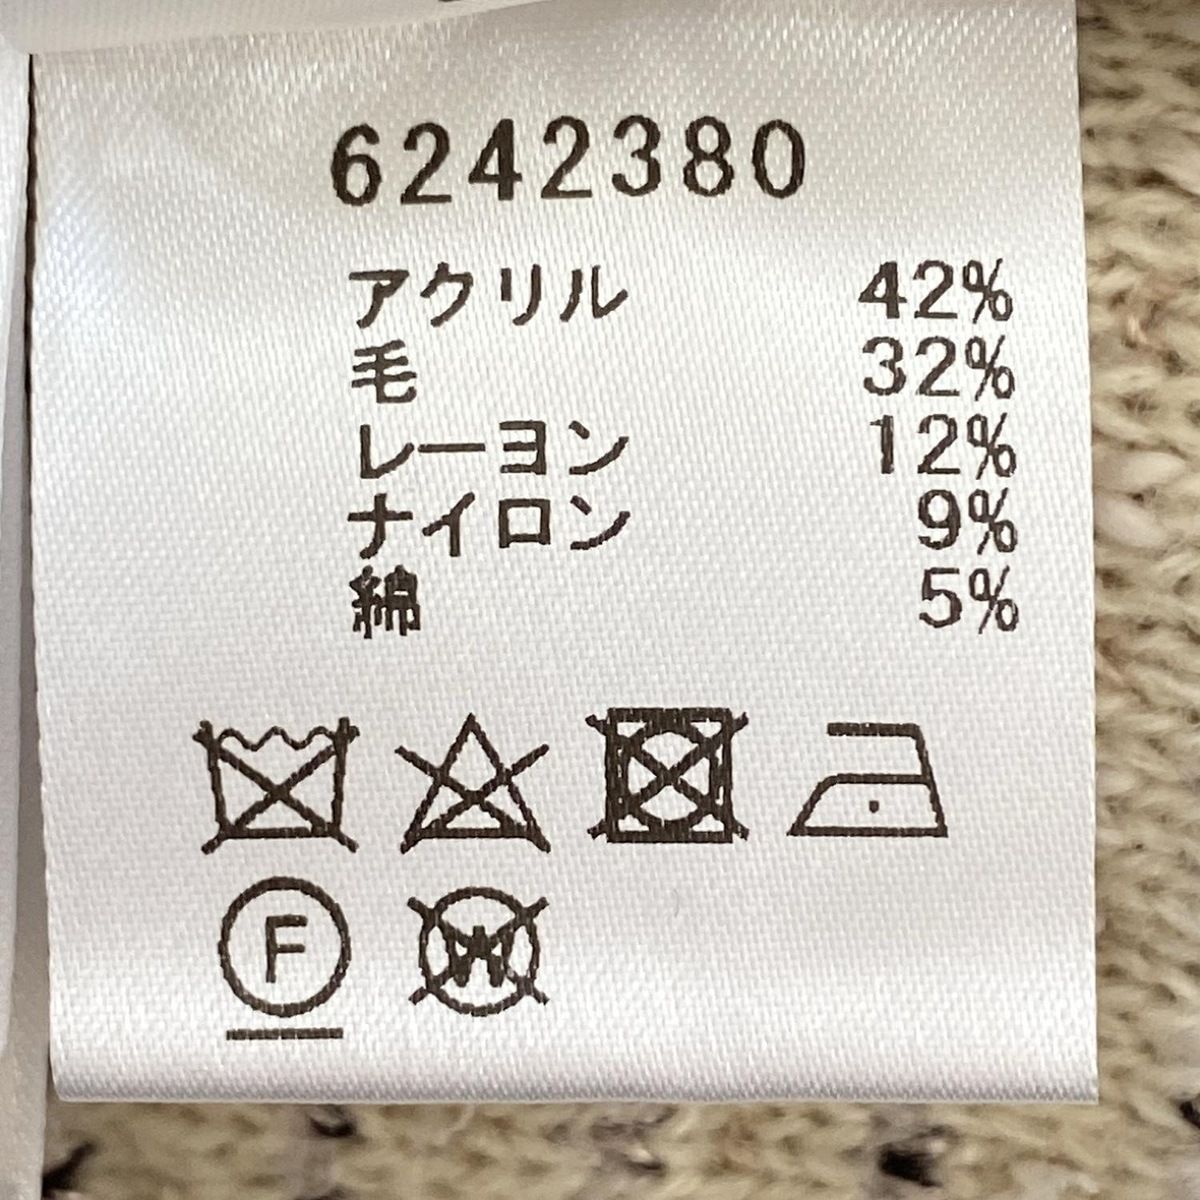 6242380
アクリル 42%
毛 32%
レーヨン 12%
ナイロン 9%
綿 5%
F W